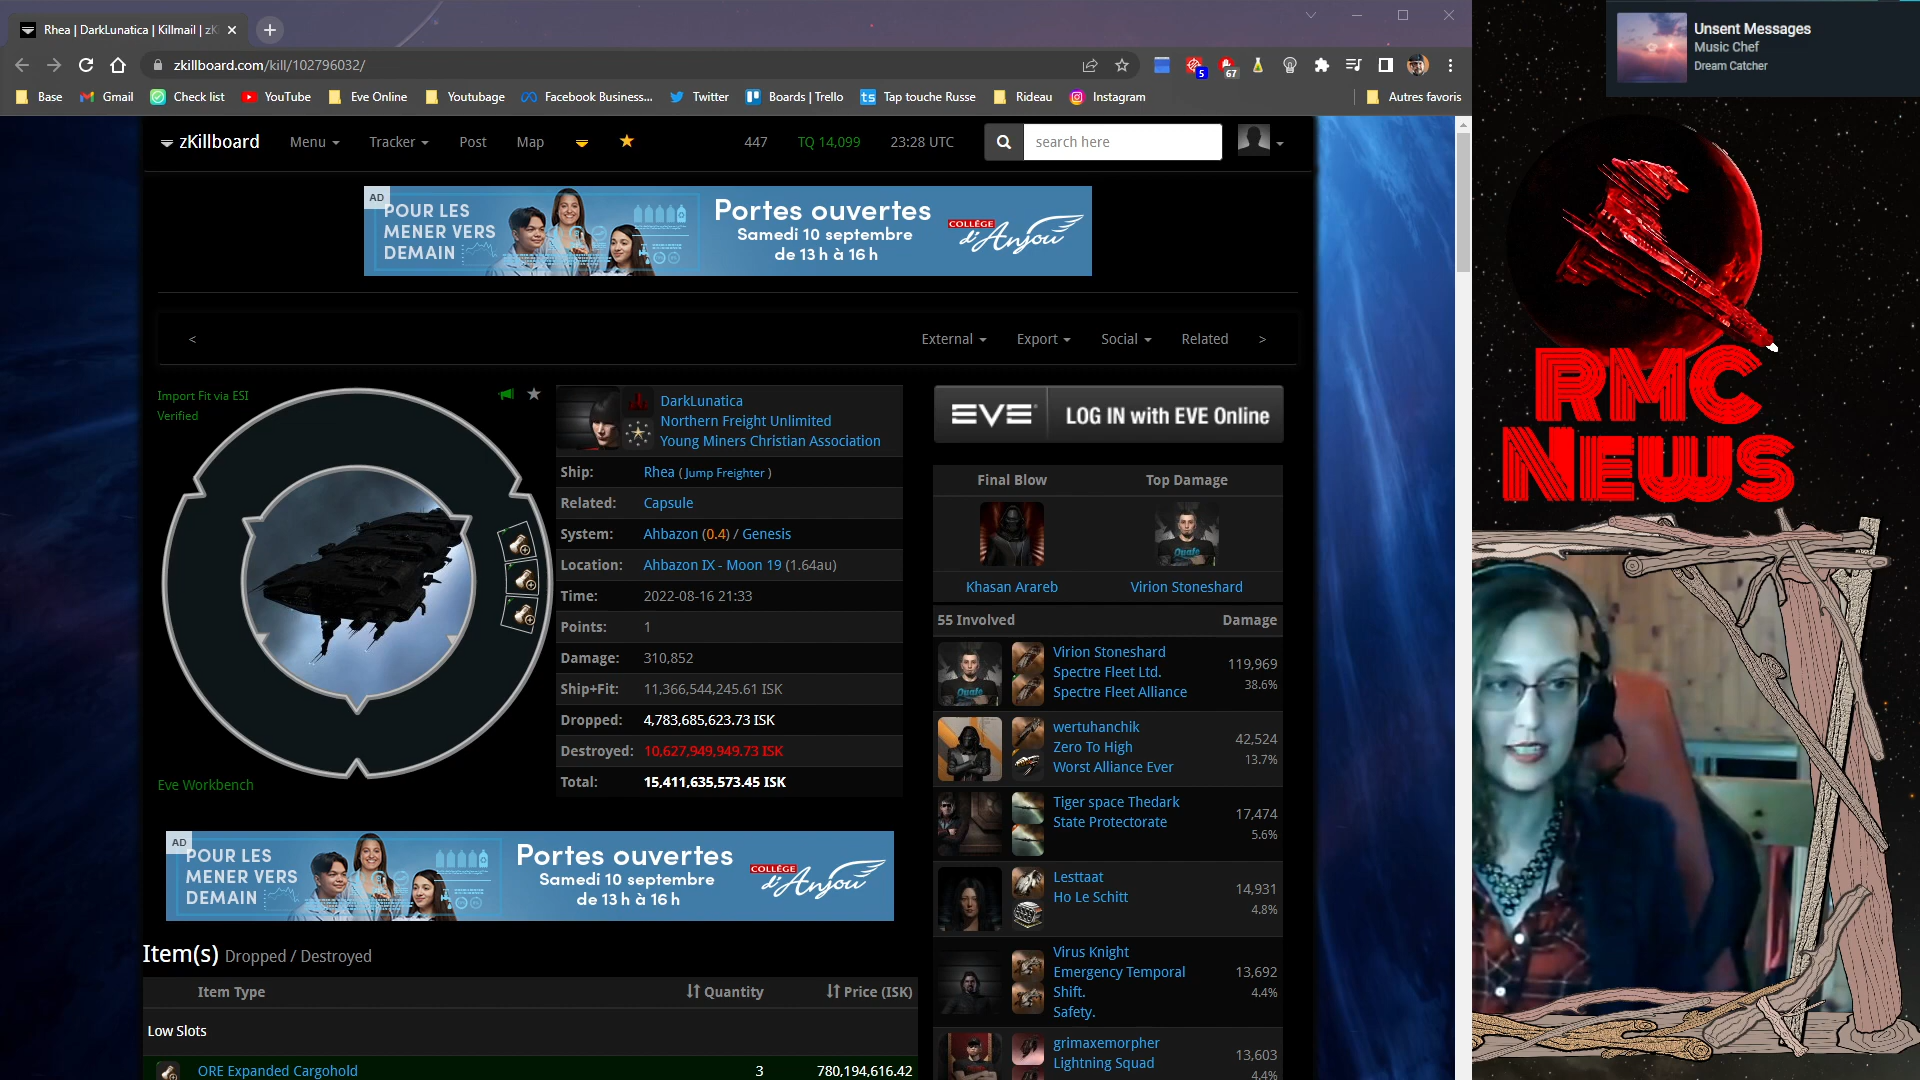 Rhea | DarkLunatica | Killmail | zK
zkillboard.com/kill/102796032/
5
67
Base
Gmail
Check list
YouTube
Eve Online
Youtubage
Facebook Business...
Twitter
Boards | Trello
ts
Tap touche Russe
Rideau
Instagram
Autres favoris
zKillboard
Menu
Tracker
Post
Map
447
TQ 14,099
23:28 UTC
search here
AD
POUR LES
MENER VERS
DEMAIN
Portes ouvertes
Samedi 10 septembre
de 13 h à 16 h
COLLÈGE
d'Anjou
<
External
Export
Social
Related
>
Import Fit via ESI
Verified
Eve Workbench
DarkLunatica
Northern Freight Unlimited
Young Miners Christian Association
Ship: Rhea ( Jump Freighter )
Related: Capsule
System: Ahbazon (0.4) / Genesis
Location: Ahbazon IX - Moon 19 (1.64au)
Time: 2022-08-16 21:33
Points: 1
Damage: 310,852
Ship+Fit: 11,366,544,245.61 ISK
Dropped: 4,783,685,623.73 ISK
Destroyed: 10,627,949,949.73 ISK
Total: 15,411,635,573.45 ISK
AD
POUR LES
MENER VERS
DEMAIN
Portes ouvertes
Samedi 10 septembre
de 13 h à 16 h
COLLÈGE
d'Anjou
Item(s) Dropped / Destroyed
Item Type Quantity Price (ISK)
Low Slots
ORE Expanded Cargohold 3 780,194,616.42
EVE LOG IN with EVE Online
Final Blow Top Damage
Quafe
Khasan Arareb Virion Stoneshard
55 Involved Damage
Quafe
Virion Stoneshard
Spectre Fleet Ltd.
Spectre Fleet Alliance
119,969
38.6%
wertuhanchik
Zero To High
Worst Alliance Ever
42,524
13.7%
Tiger space Thedark
State Protectorate
17,474
5.6%
Lesttaat
Ho Le Schitt
14,931
4.8%
Virus Knight
Emergency Temporal
Shift.
Safety.
13,692
4.4%
grimaxemorpher
Lightning Squad
13,603
4.4%
Unsent Messages
Music Chef
Dream Catcher
RMC
News